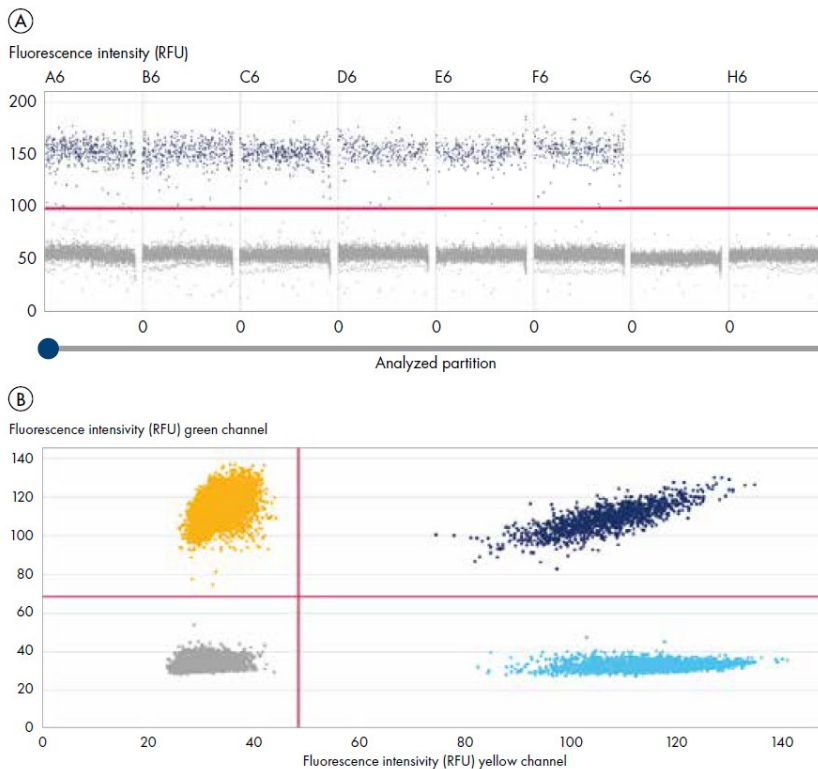 A
Fluorescence intensity (RFU)
A6 B6 C6 D6 E6 F6 G6 H6
200
150
100
50
0
0 0 0 0 0 0 0
Analyzed partition
B
Fluorescence intensivity (RFU) green channel
140
120
100
80
60
40
20
0
0 20 40 60 80 100 120 140
Fluorescence intensivity (RFU) yellow channel